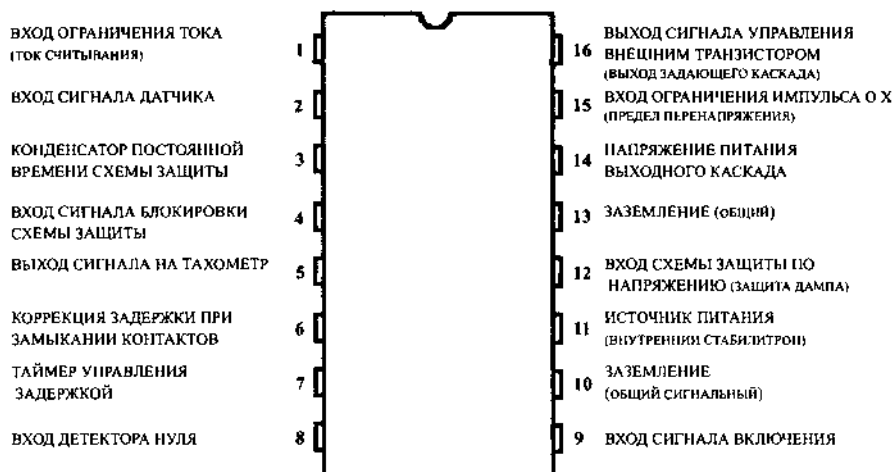 ВХОД ОГРАНИЧЕНИЯ ТОКА
(ТОК СЧИТЫВАНИЯ)
1
ВХОД СИГНАЛА ДАТЧИКА
2
КОНДЕНСАТОР ПОСТОЯННОЙ
ВРЕМЕНИ СХЕМЫ ЗАЩИТЫ
3
ВХОД СИГНАЛА БЛОКИРОВКИ
СХЕМЫ ЗАЩИТЫ
4
ВЫХОД СИГНАЛА НА ТАХОМЕТР
5
КОРРЕКЦИЯ ЗАДЕРЖКИ ПРИ
ЗАМЫКАНИИ КОНТАКТОВ
6
ТАЙМЕР УПРАВЛЕНИЯ
ЗАДЕРЖКОЙ
7
ВХОД ДЕТЕКТОРА НУЛЯ
8
16 ВЫХОД СИГНАЛА УПРАВЛЕНИЯ
ВНЕШНИМ ТРАНЗИСТОРОМ
(ВЫХОД ЗАДАЮЩЕГО КАСКАДА)
15 ВХОД ОГРАНИЧЕНИЯ ИМПУЛЬСА О Х
(ПРЕДЕЛ ПЕРЕНАПРЯЖЕНИЯ)
14 НАПРЯЖЕНИЕ ПИТАНИЯ
ВЫХОДНОГО КАСКАДА
13 ЗАЗЕМЛЕНИЕ (ОБЩИЙ)
12 ВХОД СХЕМЫ ЗАЩИТЫ ПО
НАПРЯЖЕНИЮ (ЗАЩИТА ДАМПА)
11 ИСТОЧНИК ПИТАНИЯ
(ВНУТРЕННИЙ СТАБИЛИТРОН)
10 ЗАЗЕМЛЕНИЕ
(ОБЩИЙ СИГНАЛЬНЫЙ)
9 ВХОД СИГНАЛА ВКЛЮЧЕНИЯ